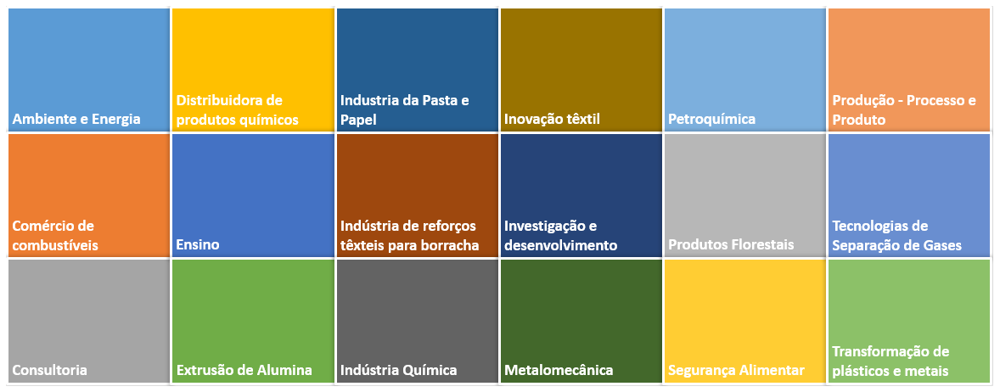 Ambiente e Energia
Distribuidora de
produtos químicos
Industria da Pasta e
Papel
Inovação têxtil
Petroquímica
Produção - Processo e
Produto
Comércio de
combustíveis
Ensino
Indústria de reforços
têxteis para borracha
Investigação e
desenvolvimento
Produtos Florestais
Tecnologias de
Separação de Gases
Consultoria
Extrusão de Alumina
Indústria Química
Metalomecânica
Segurança Alimentar
Transformação de
plásticos e metais